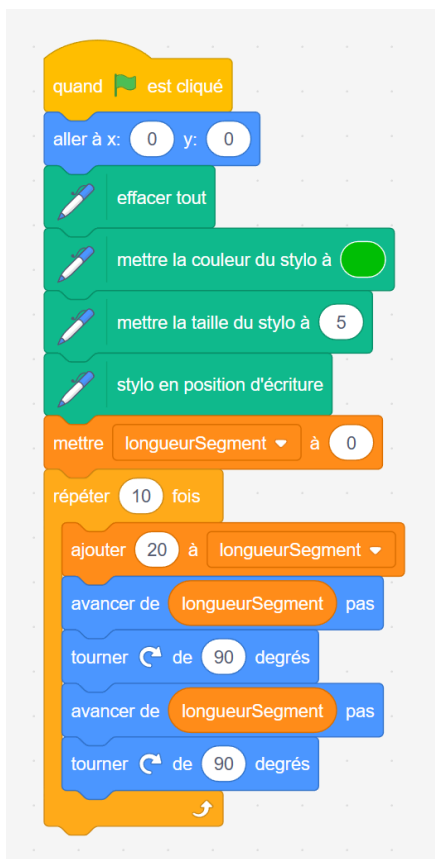 quand est cliqué
aller à x: 0 y: 0
effacer tout
mettre la couleur du stylo à
mettre la taille du stylo à 5
stylo en position d'écriture
mettre longueurSegment à 0
répéter 10 fois
ajouter 20 à longueurSegment
avancer de longueurSegment pas
tourner de 90 degrés
avancer de longueurSegment pas
tourner de 90 degrés